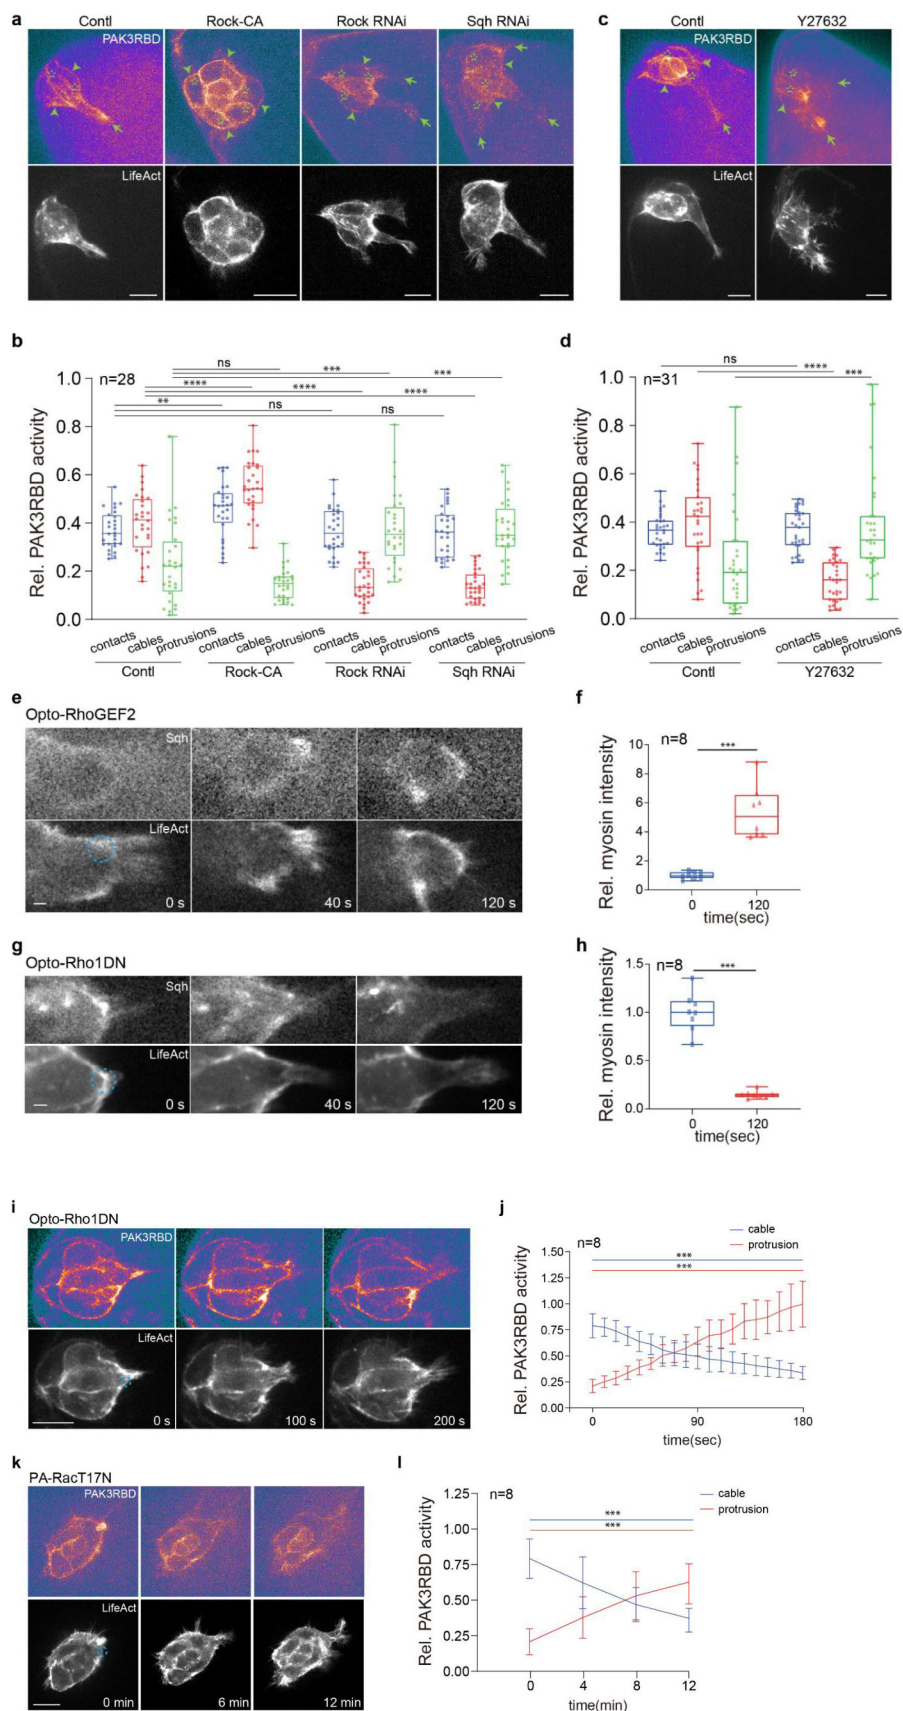 a
Contl Rock-CA Rock RNAi Sqh RNAi
PAK3RBD
LifeAct
c
Contl Y27632
PAK3RBD
LifeAct
b
n=28
ns
***
***
****
****
****
**
ns
ns
Rel. PAK3RBD activity
1.0
0.8
0.6
0.4
0.2
0.0
contacts cables protrusions contacts cables protrusions contacts cables protrusions contacts cables protrusions
Contl Rock-CA Rock RNAi Sqh RNAi
d
n=31
ns
****
***
Rel. PAK3RBD activity
1.0
0.8
0.6
0.4
0.2
0.0
contacts cables protrusions contacts cables protrusions
Contl Y27632
e
Opto-RhoGEF2
Sqh
LifeAct
0 s 40 s 120 s
f
n=8
***
Rel. myosin intensity
10
8
6
4
2
0
0 120
time(sec)
g
Opto-Rho1DN
Sqh
LifeAct
0 s 40 s 120 s
h
n=8
***
Rel. myosin intensity
1.5
1.0
0.5
0.0
0 120
time(sec)
i
Opto-Rho1DN
PAK3RBD
LifeAct
0 s 100 s 200 s
j
cable
protrusion
n=8
***
***
Rel. PAK3RBD activity
1.50
1.25
1.00
0.75
0.50
0.25
0.00
0 90 180
time(sec)
k
PA-RacT17N
PAK3RBD
LifeAct
0 min 6 min 12 min
l
cable
protrusion
n=8
***
***
Rel. PAK3RBD activity
1.25
1.00
0.75
0.50
0.25
0.00
0 4 8 12
time(min)